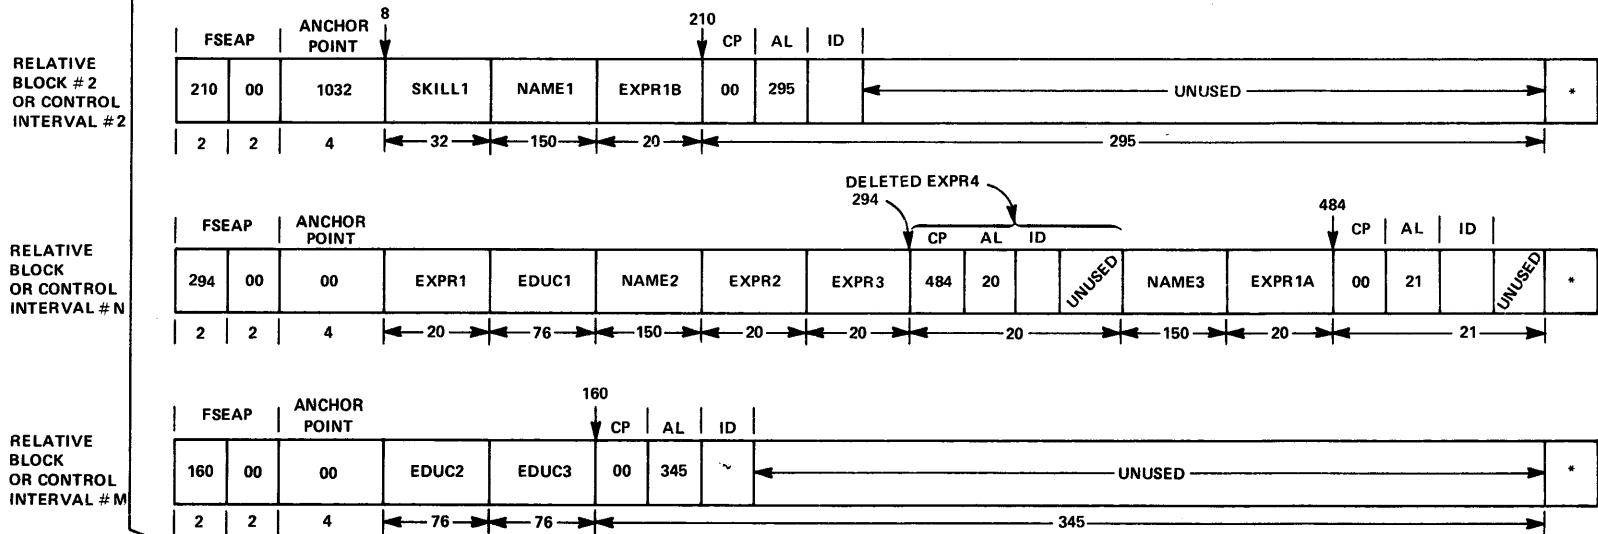 8
210
FSEAP
ANCHOR
POINT
CP AL ID
RELATIVE
BLOCK #2
OR CONTROL
INTERVAL #2
210 00 1032 SKILL1 NAME1 EXPR1B 00 295 UNUSED *
2 2 4 32 150 20 295
DELETED EXPR4
294
484
FSEAP
ANCHOR
POINT
CP AL ID
CP AL ID
RELATIVE
BLOCK
OR CONTROL
INTERVAL #N
294 00 00 EXPR1 EDUC1 NAME2 EXPR2 EXPR3 484 20 UNUSED NAME3 EXPR1A 00 21 UNUSED *
2 2 4 20 76 150 20 20 20 150 20 21
160
FSEAP
ANCHOR
POINT
CP AL ID
RELATIVE
BLOCK
OR CONTROL
INTERVAL #M
160 00 00 EDUC2 EDUC3 00 345 ~ UNUSED *
2 2 4 76 76 345